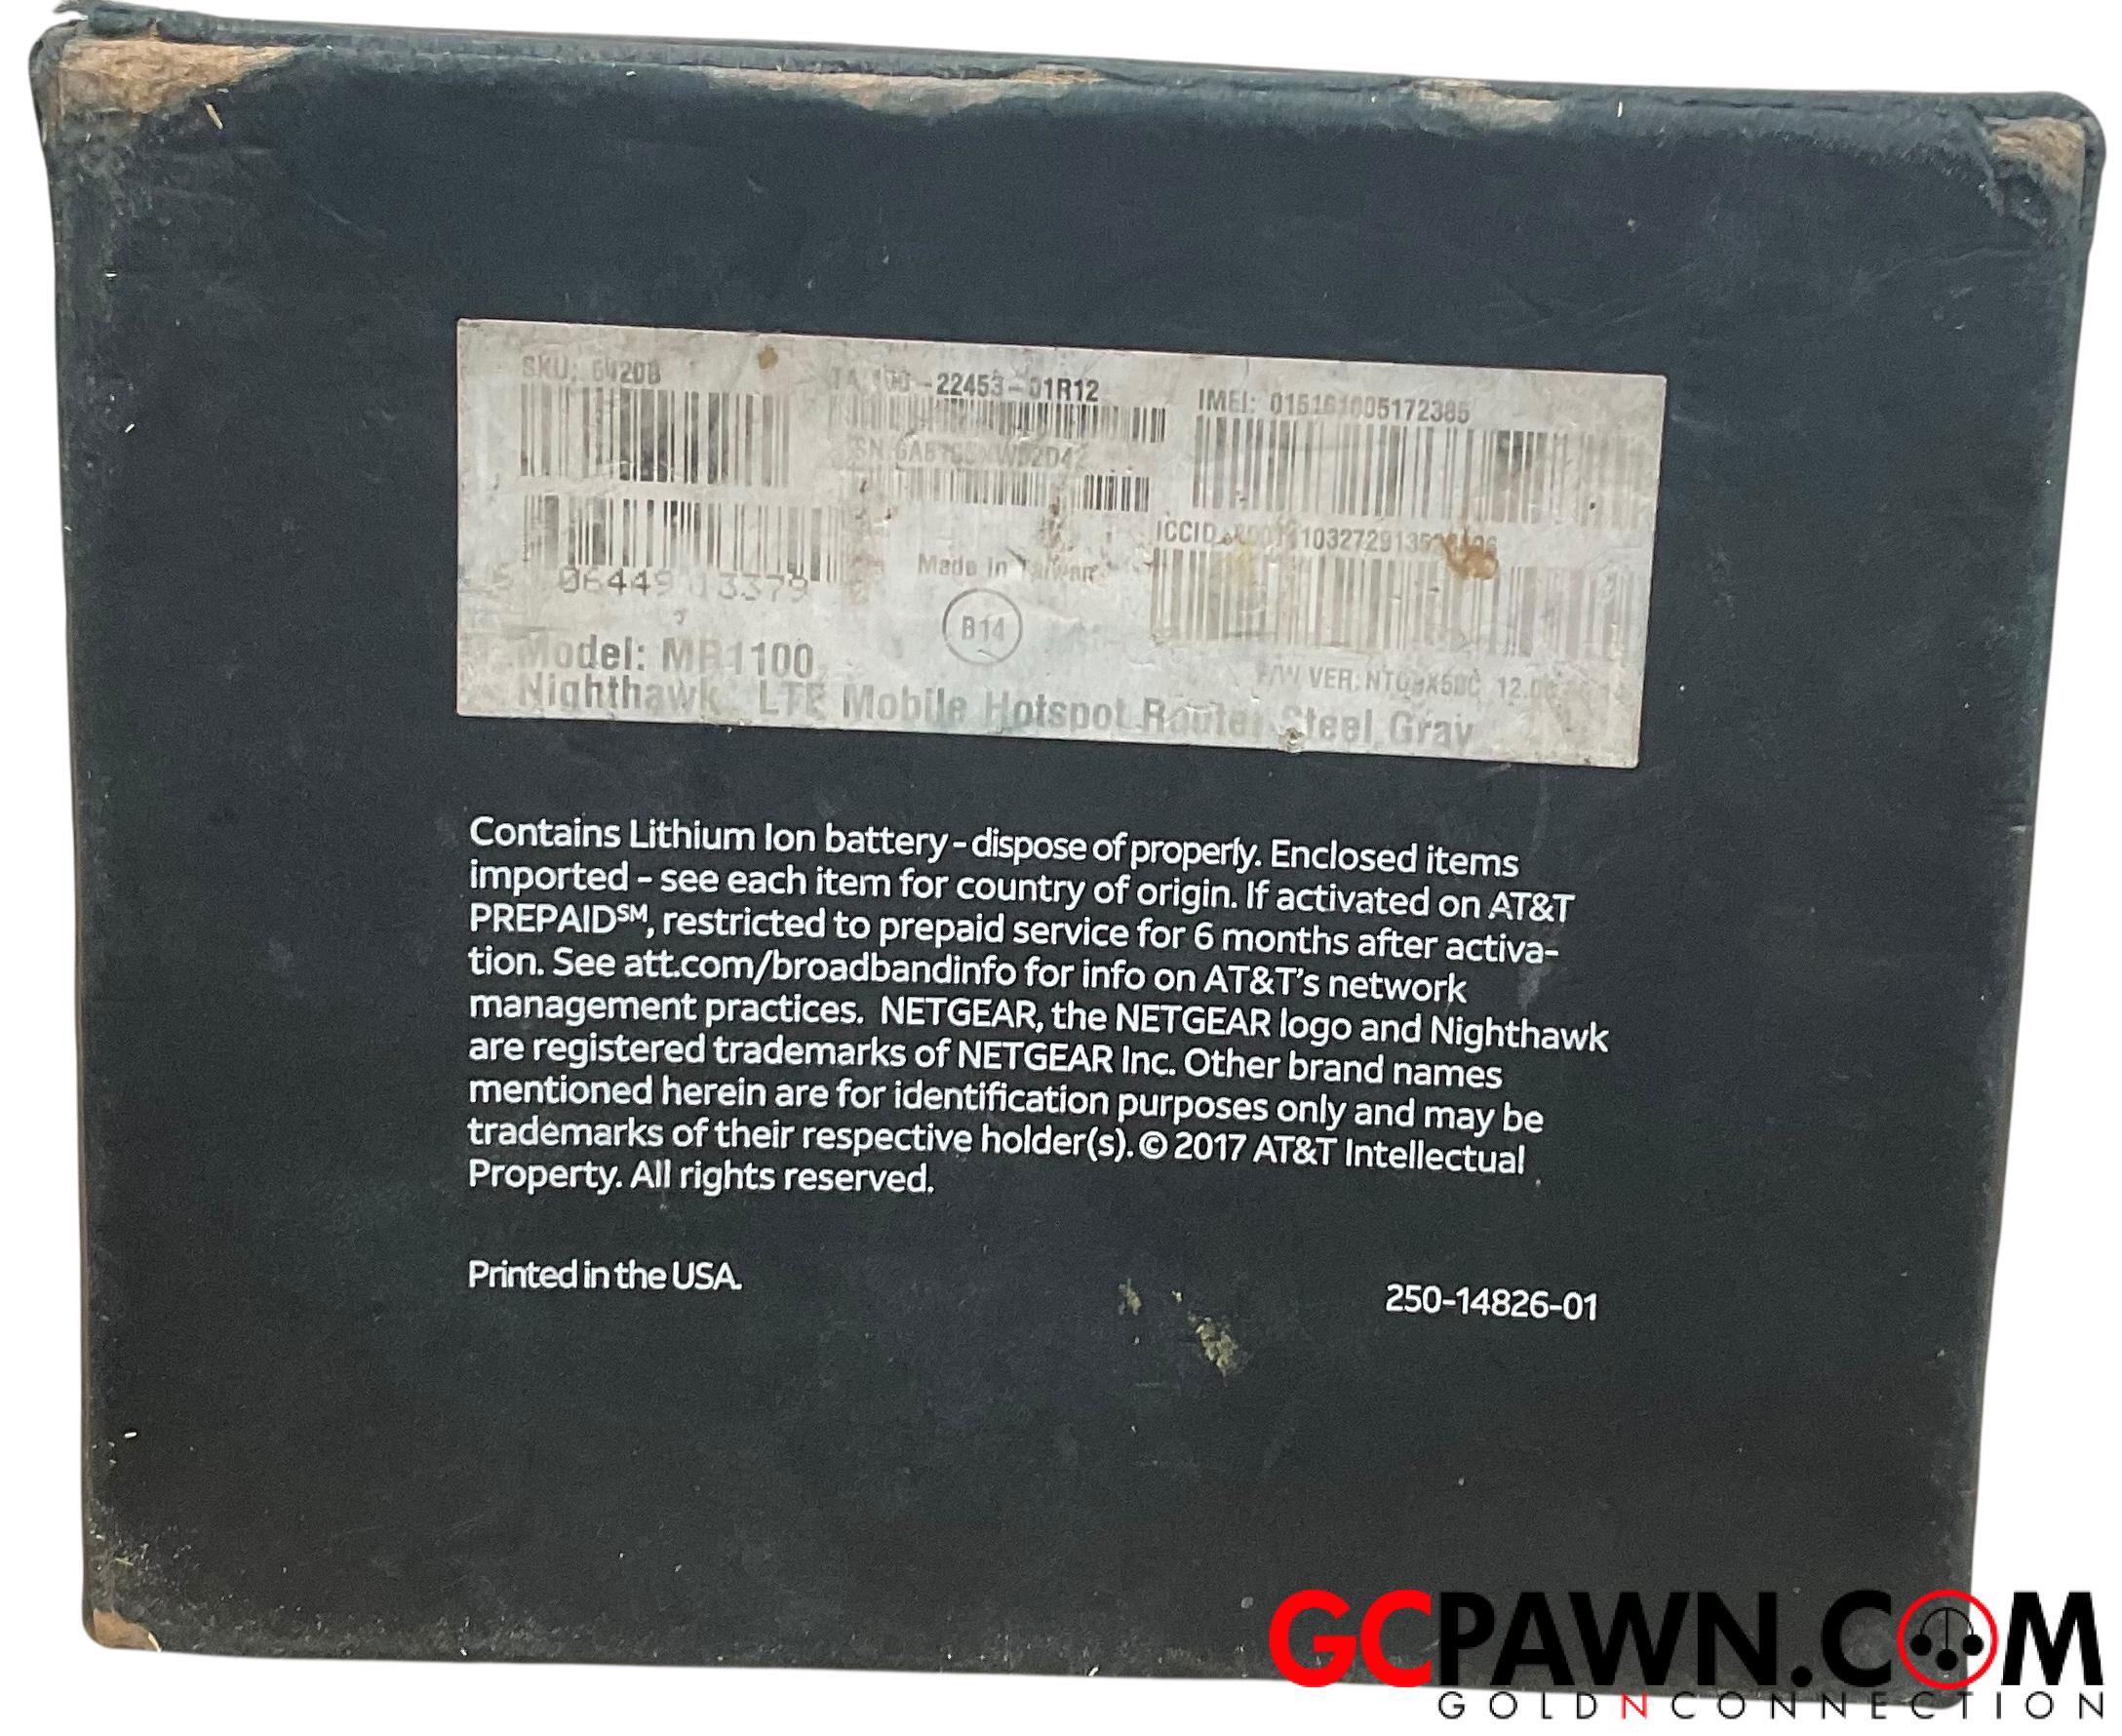 SKU: 6420B
-22453-01R12
IMEI: 015161005172385
SN:
ICCID
Made in Taiwan
B14
Model: MR1100
F/W VER:
Nighthawk LTE Mobile Hotspot Router Steel Gray
Contains Lithium Ion battery - dispose of properly. Enclosed items
imported - see each item for country of origin. If activated on AT&T
PREPAID℠, restricted to prepaid service for 6 months after activa-
tion. See att.com/broadbandinfo for info on AT&T's network
management practices. NETGEAR, the NETGEAR logo and Nighthawk
are registered trademarks of NETGEAR Inc. Other brand names
mentioned herein are for identification purposes only and may be
trademarks of their respective holder(s). © 2017 AT&T Intellectual
Property. All rights reserved.
Printed in the USA.
250-14826-01
GCPAWN.COM
GOLDNCONNECTION